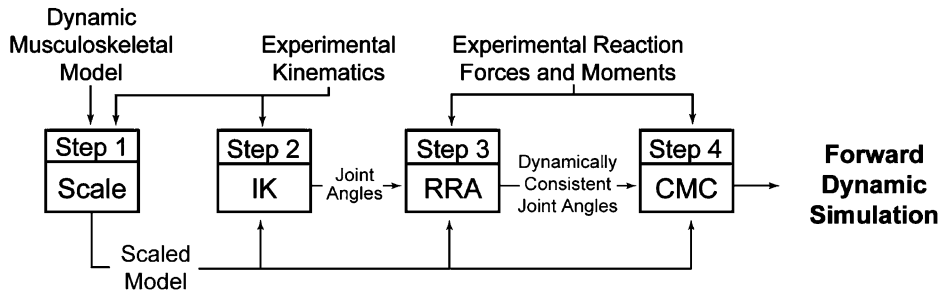 Dynamic
Musculoskeletal
Model
Experimental
Kinematics
Experimental Reaction
Forces and Moments
Step 1
Scale
Step 2
IK
Joint
Angles
Step 3
RRA
Dynamically
Consistent
Joint Angles
Step 4
CMC
Forward
Dynamic
Simulation
Scaled
Model